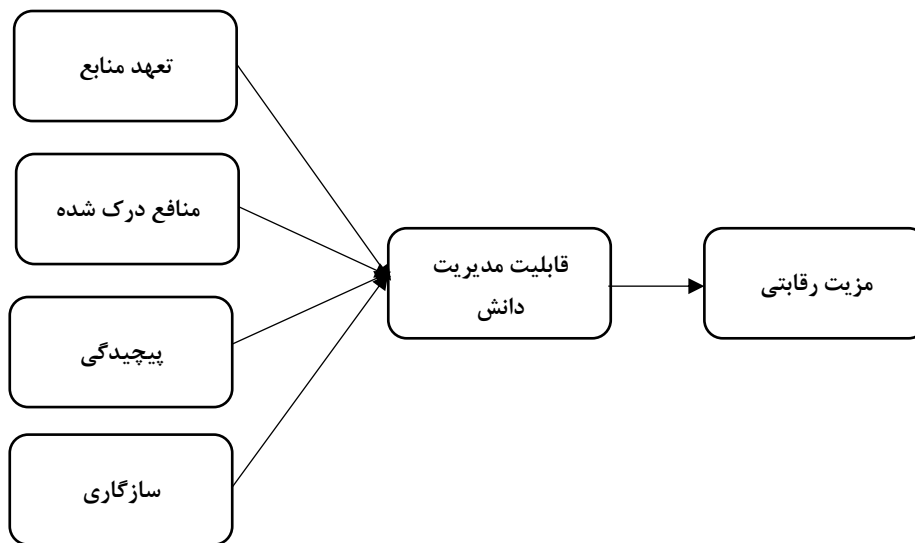 تعهد منابع
منافع درک شده
قابلیت مدیریت
دانش
مزیت رقابتی
پیچیدگی
سازگاری